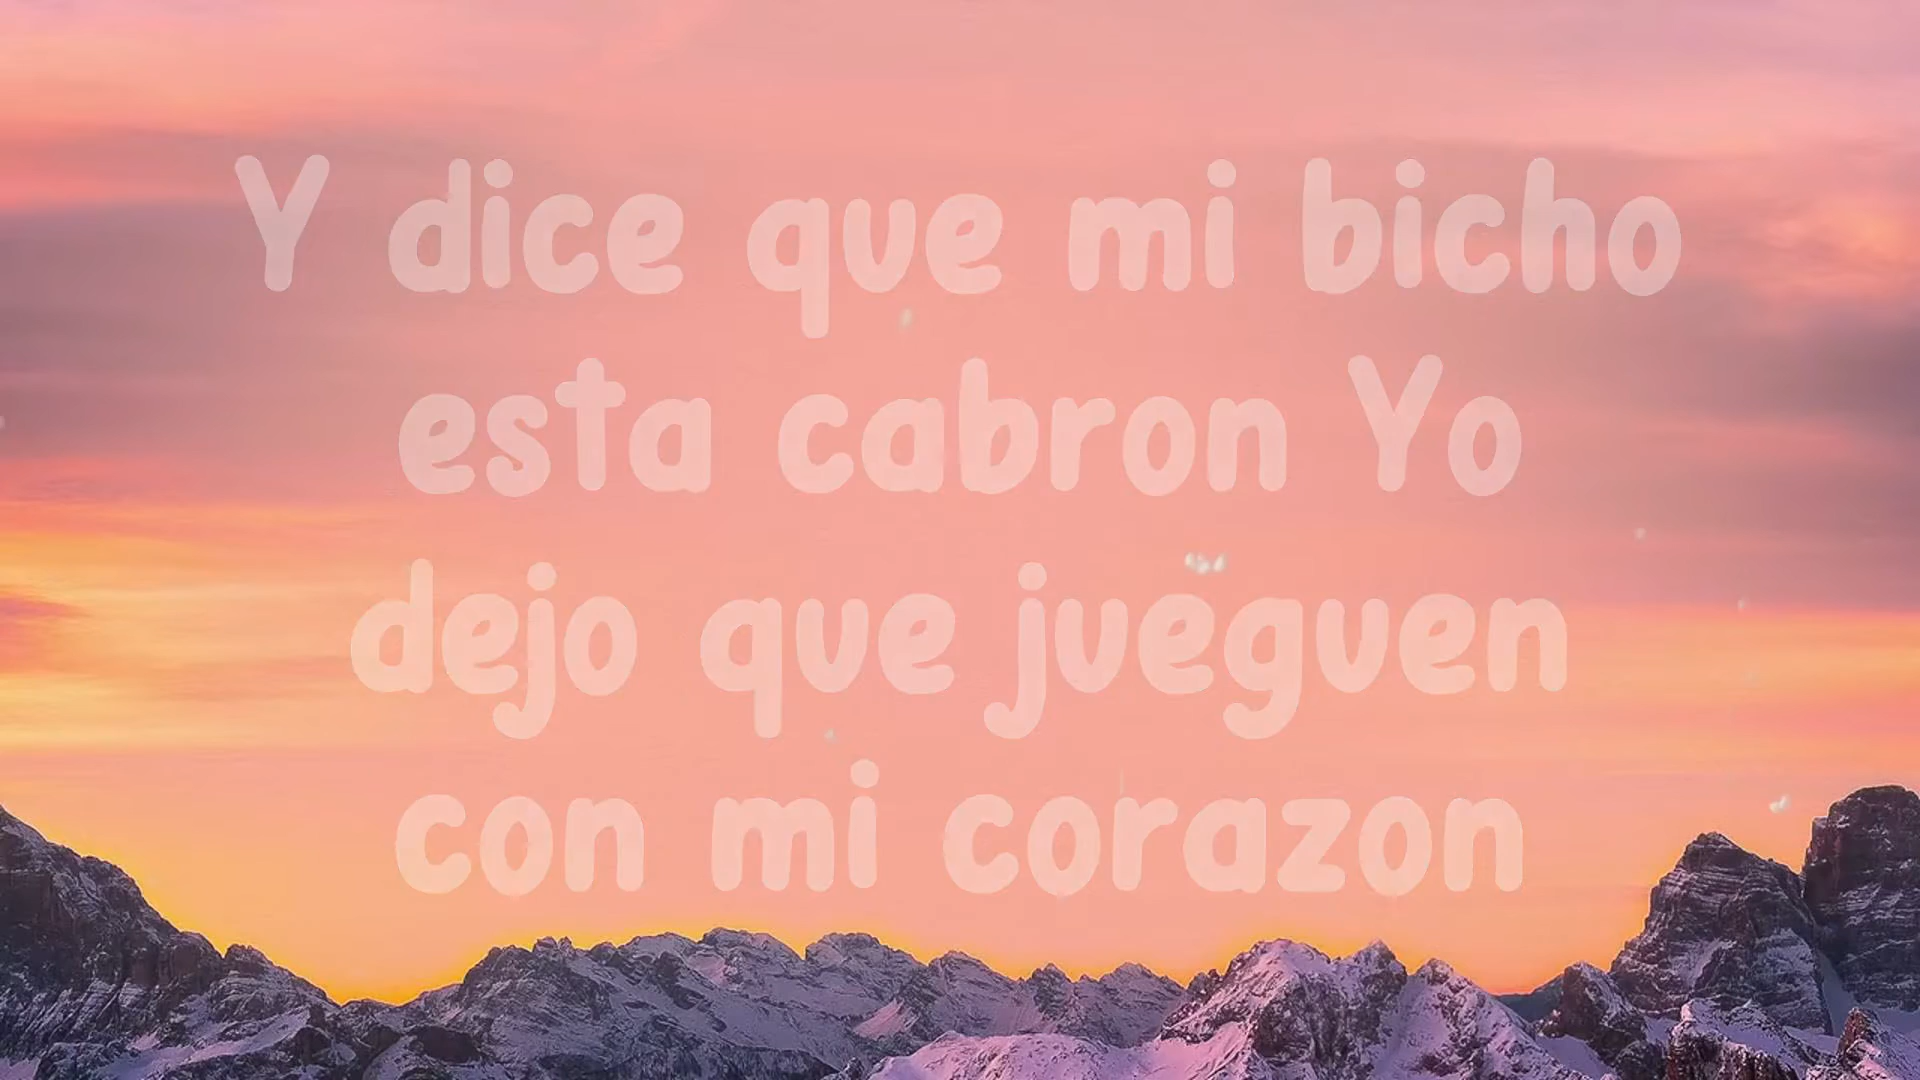 Y dice que mi bicho
esta cabron Yo
dejo que jueguen
con mi corazon